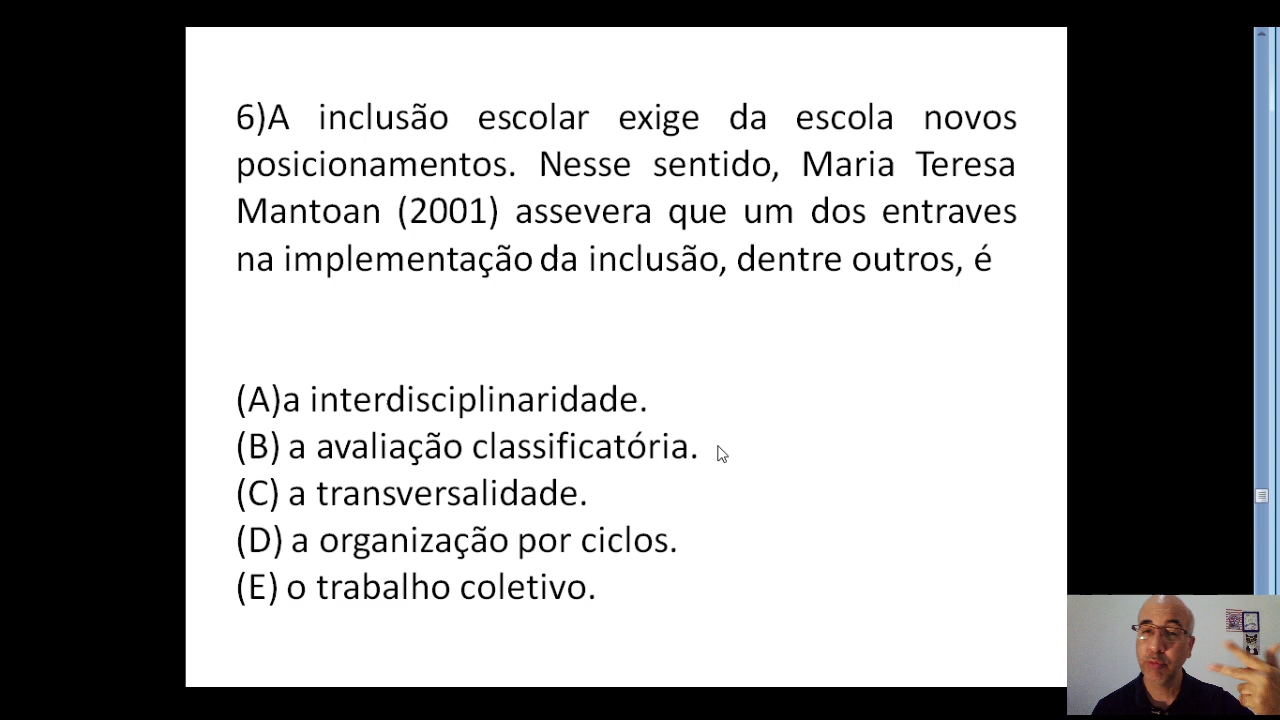 6)A inclusão escolar exige da escola novos
posicionamentos. Nesse sentido, Maria Teresa
Mantoan (2001) assevera que um dos entraves
na implementação da inclusão, dentre outros, é
(A)a interdisciplinaridade.
(B) a avaliação classificatória.
(C) a transversalidade.
(D) a organização por ciclos.
(E) o trabalho coletivo.